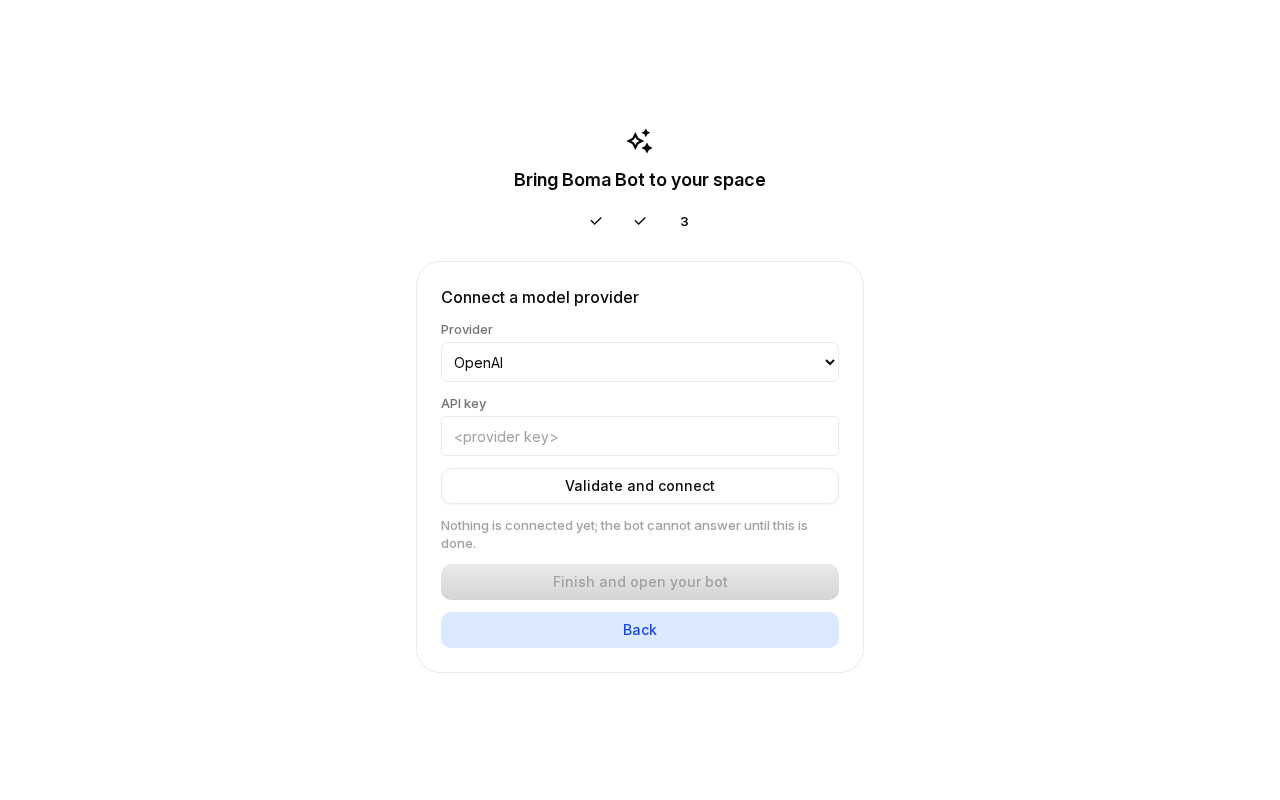 Bring Boma Bot to your space
3
Connect a model provider
Provider
OpenAI
API key
<provider key>
Validate and connect
Nothing is connected yet; the bot cannot answer until this is
done.
Finish and open your bot
Back